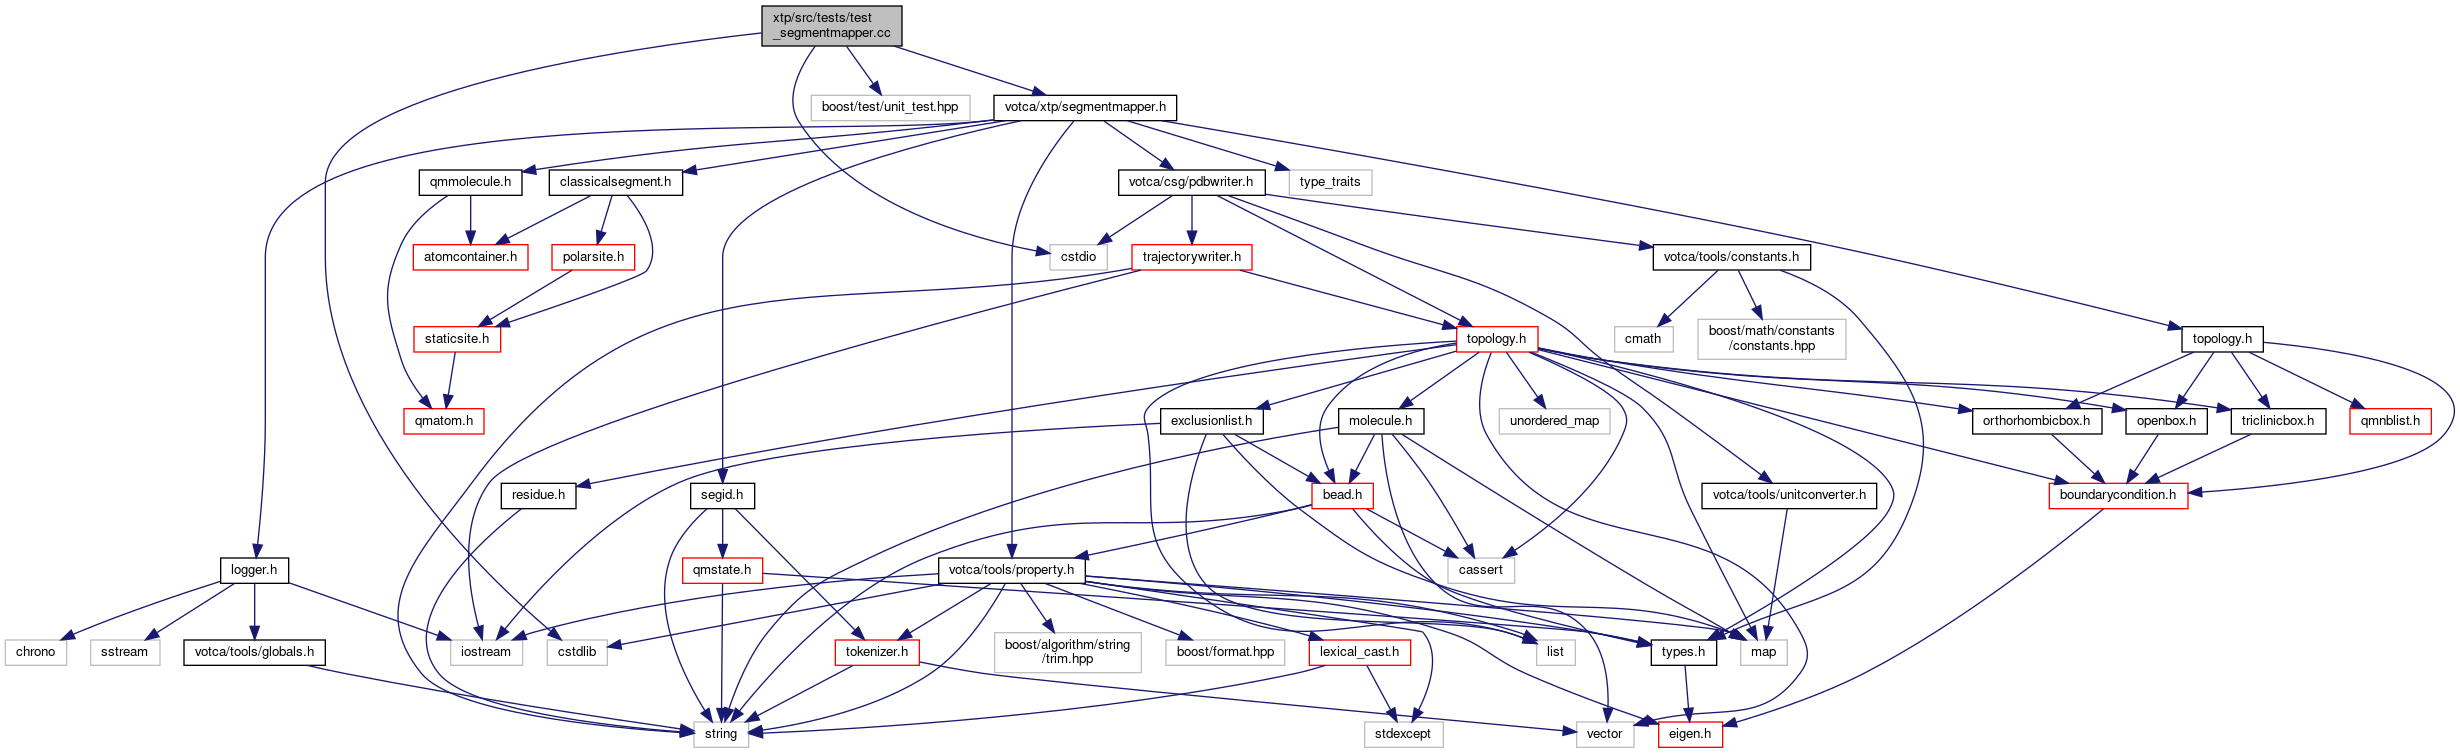 xtp/src/tests/test
_segmentmapper.cc
boost/test/unit_test.hpp
votca/xtp/segmentmapper.h
qmmolecule.h
classicalsegment.h
votca/csg/pdbwriter.h
type_traits
atomcontainer.h
polarsite.h
cstdio
trajectorywriter.h
votca/tools/constants.h
staticsite.h
topology.h
cmath
boost/math/constants
/constants.hpp
topology.h
qmatom.h
exclusionlist.h
molecule.h
unordered_map
orthorhombicbox.h
openbox.h
triclinicbox.h
qmnblist.h
residue.h
segid.h
bead.h
votca/tools/unitconverter.h
boundarycondition.h
logger.h
qmstate.h
votca/tools/property.h
cassert
chrono
sstream
votca/tools/globals.h
iostream
cstdlib
tokenizer.h
boost/algorithm/string
/trim.hpp
boost/format.hpp
lexical_cast.h
list
types.h
map
string
stdexcept
vector
eigen.h